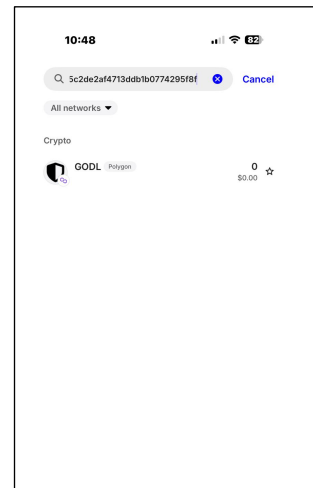 10:48
82
5c2de2af4713ddb1b0774295f8f
Cancel
All networks
Crypto
GODL Polygon
0
$0.00